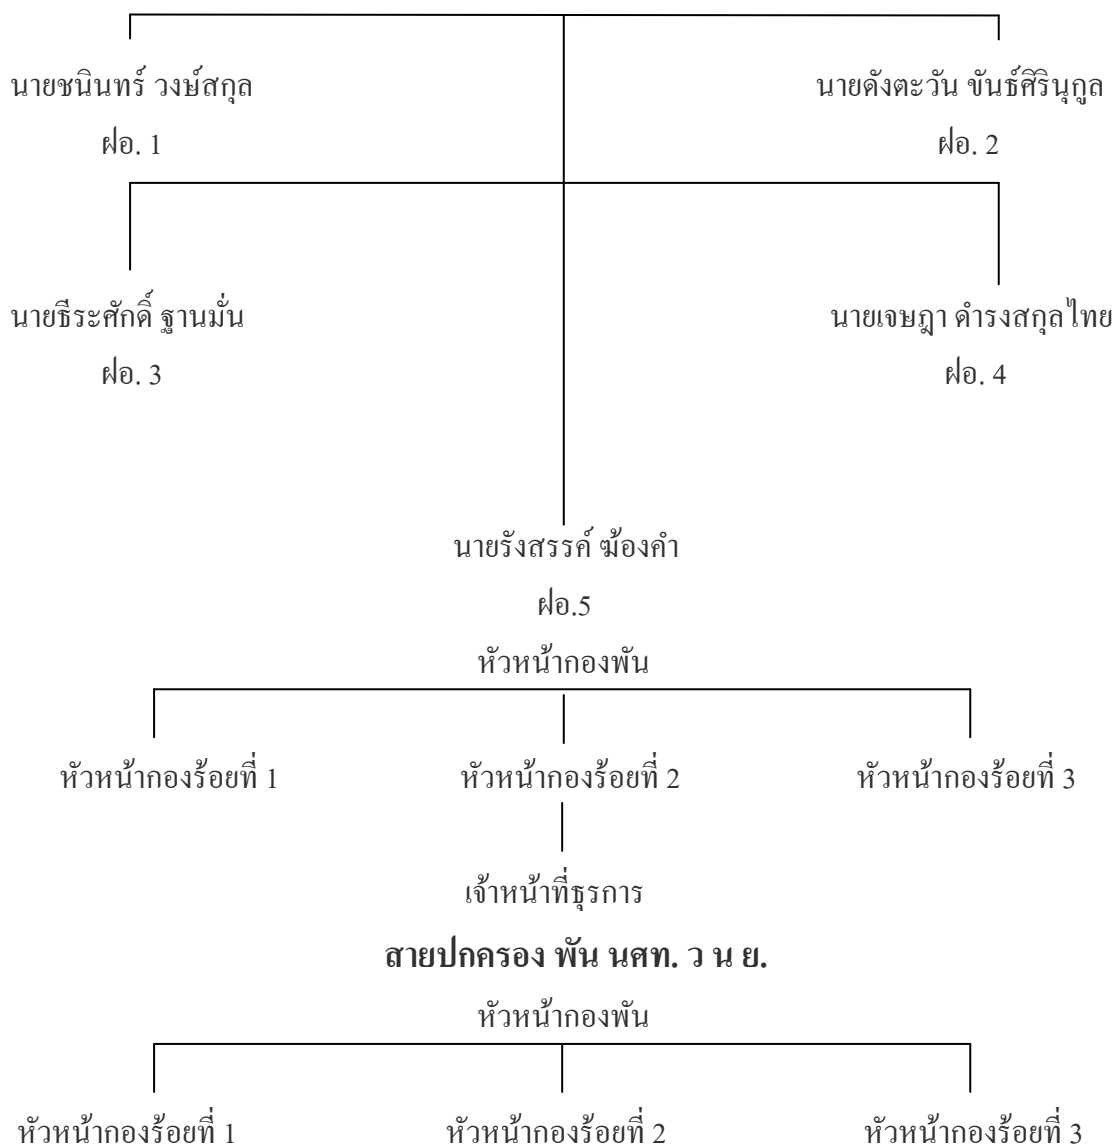 นายชนินทร์ วงษ์สกุล
นายดังตะวัน ขันธ์ศิรินุกูล
ฝอ. 1
ฝอ. 2
นายธีระศักดิ์ ฐานมั่น
นายเจษฎา ดำรงสกุลไทย
ฝอ. 3
ฝอ. 4
นายรังสรรค์ ฆ้องคำ
ฝอ.5
หัวหน้ากองพัน
หัวหน้ากองร้อยที่ 1
หัวหน้ากองร้อยที่ 2
หัวหน้ากองร้อยที่ 3
เจ้าหน้าที่ธุรการ
สายปกครอง พัน นศท. ว น ย.
หัวหน้ากองพัน
หัวหน้ากองร้อยที่ 1
หัวหน้ากองร้อยที่ 2
หัวหน้ากองร้อยที่ 3